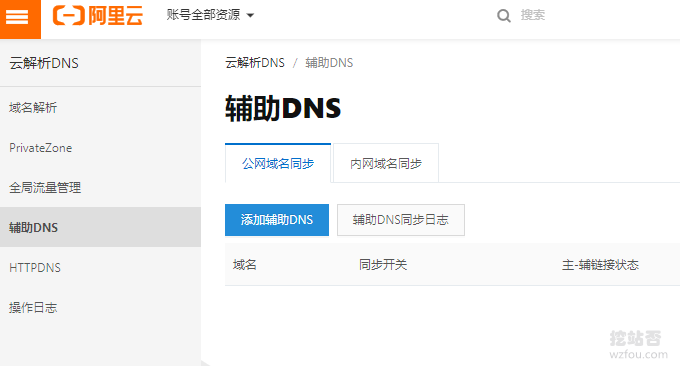 阿里云 账号全部资源 搜索
云解析DNS
域名解析
PrivateZone
全局流量管理
辅助DNS
HTTPDNS
操作日志
云解析DNS / 辅助DNS
辅助DNS
公网域名同步 内网域名同步
添加辅助DNS 辅助DNS同步日志
域名 同步开关 主-辅链接状态
挖站否
wzfou.com